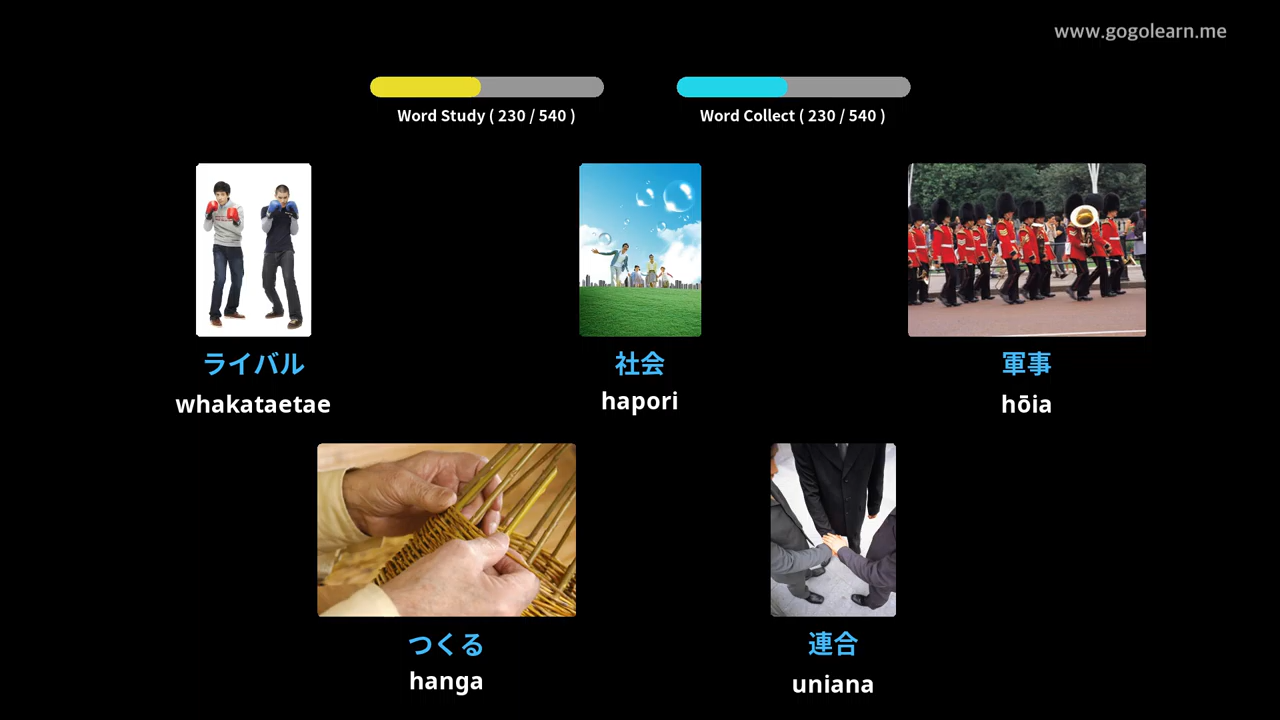 www.gogolearn.me
Word Study ( 230 / 540 )
Word Collect ( 230 / 540 )
ライバル
whakataetae
社会
hapori
軍事
hōia
つくる
hanga
連合
uniana